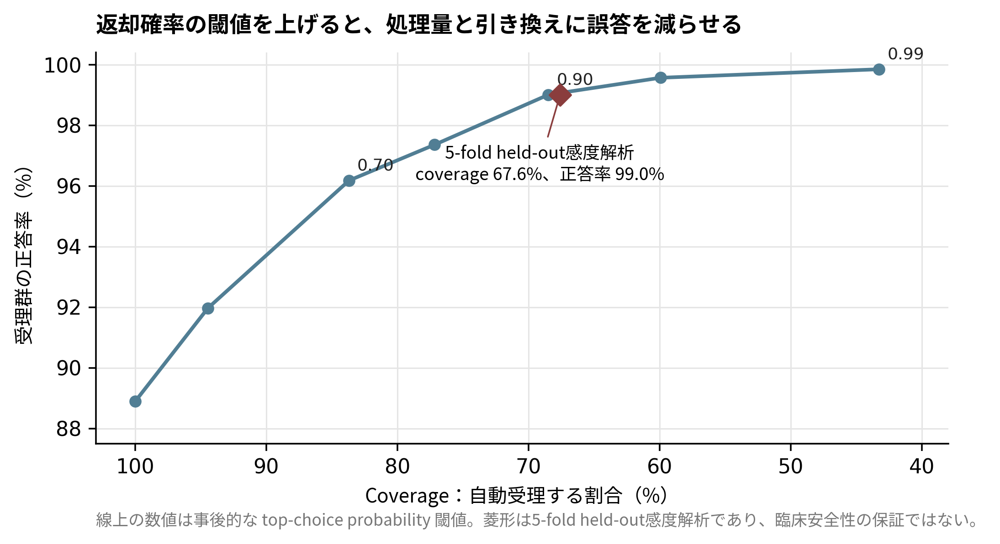 返却確率の閾値を上げると、処理量と引き換えに誤答を減らせる
受理群の正答率（%）
100
98
96
94
92
90
88
0.70
0.90
0.99
5-fold held-out感度解析
coverage 67.6%、正答率 99.0%
100 90 80 70 60 50 40
Coverage：自動受理する割合（%）
線上の数値は事後的な top-choice probability 閾値。菱形は5-fold held-out感度解析であり、臨床安全性の保証ではない。